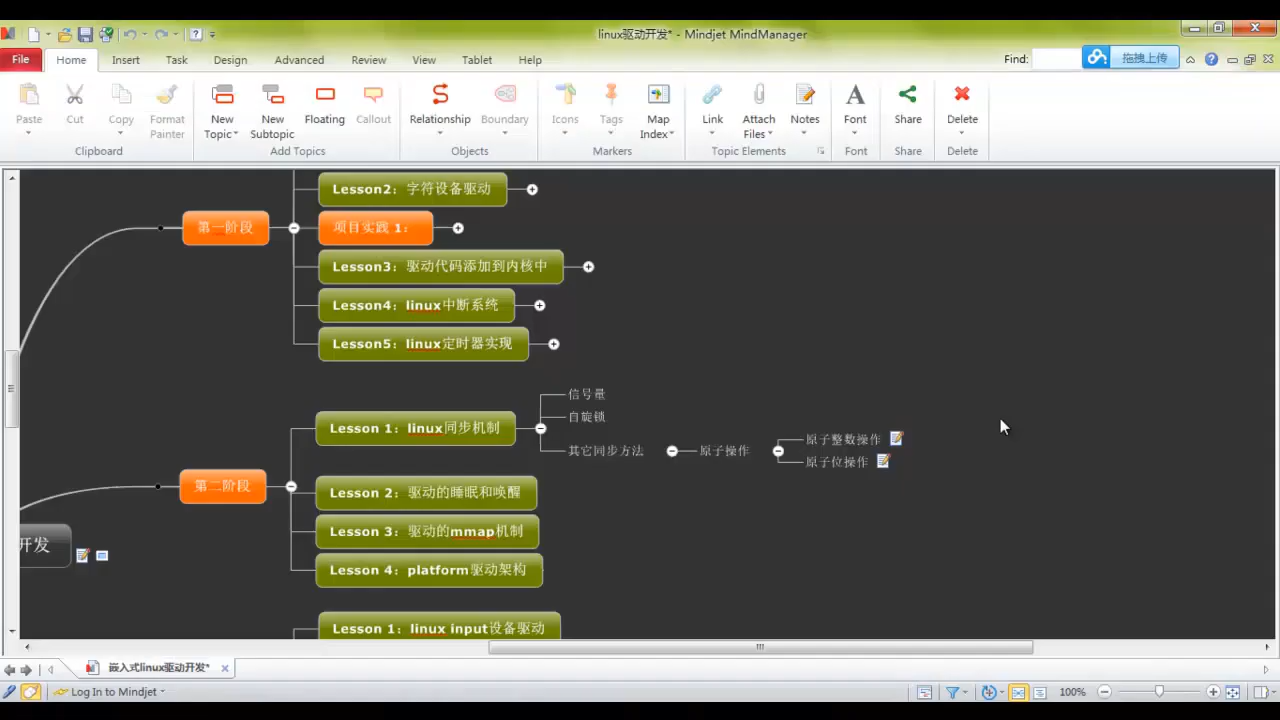 linux驱动开发* - Mindjet MindManager
File Home Insert Task Design Advanced Review View Tablet Help Find: 拖拽上传
Paste Cut Copy Format Painter New Topic New Subtopic Floating Callout Relationship Boundary Icons Tags Map Index Link Attach Files Notes Font Share Delete
Clipboard Add Topics Objects Markers Topic Elements Font Share Delete
Lesson2：字符设备驱动
第一阶段
项目实践 1：
Lesson3：驱动代码添加到内核中
Lesson4：linux中断系统
Lesson5：linux定时器实现
信号量
自旋锁
Lesson 1：linux同步机制
其它同步方法
原子操作
原子整数操作
原子位操作
第二阶段
Lesson 2：驱动的睡眠和唤醒
Lesson 3：驱动的mmap机制
开发
Lesson 4：platform驱动架构
Lesson 1：linux input设备驱动
嵌入式linux驱动开发*
Log In to Mindjet
100%